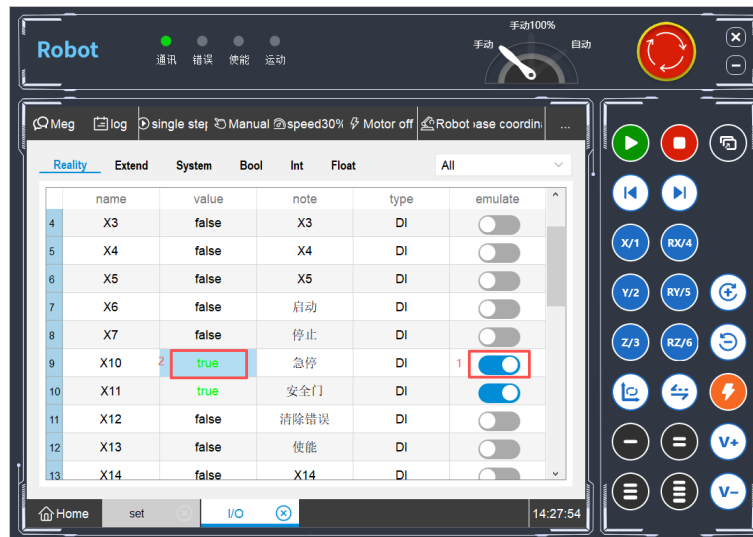 手动100%
Robot
手动 自动
通讯 错误 使能 运动
Meg log single step Manual speed30% Motor off Robot base coordin ...
Reality Extend System Bool Int Float All
name value note type emulate
4 X3 false X3 DI
5 X4 false X4 DI
6 X5 false X5 DI
7 X6 false 启动 DI
8 X7 false 停止 DI
9 X10 2 true 急停 DI 1
10 X11 true 安全门 DI
11 X12 false 清除错误 DI
12 X13 false 使能 DI
13 X14 false X14 DI
Home set I/O 14:27:54
X/1 RX/4
Y/2 RY/5
Z/3 RZ/6
V+
V−